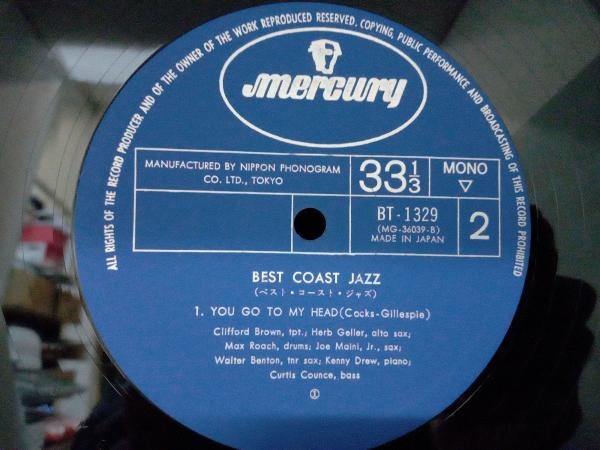 ALL RIGHTS OF THE RECORD PRODUCER AND OF THE OWNER OF THE WORK REPRODUCED RESERVED. COPYING, PUBLIC PERFORMANCE AND BROADCASTING OF THIS RECORD PROHIBITED
mercury
MANUFACTURED BY NIPPON PHONOGRAM
CO. LTD., TOKYO
33 1/3
MONO
▽
BT-1329
(MG-36039-B)
MADE IN JAPAN
2
BEST COAST JAZZ
(ベスト・コースト・ジャズ)
1. YOU GO TO MY HEAD (Cocks-Gillespie)
Clifford Brown, tpt.; Herb Geller, alto sax;
Max Roach, drums; Joe Maini, Jr., sax;
Walter Benton, tnr sax; Kenny Drew, piano;
Curtis Counce, bass